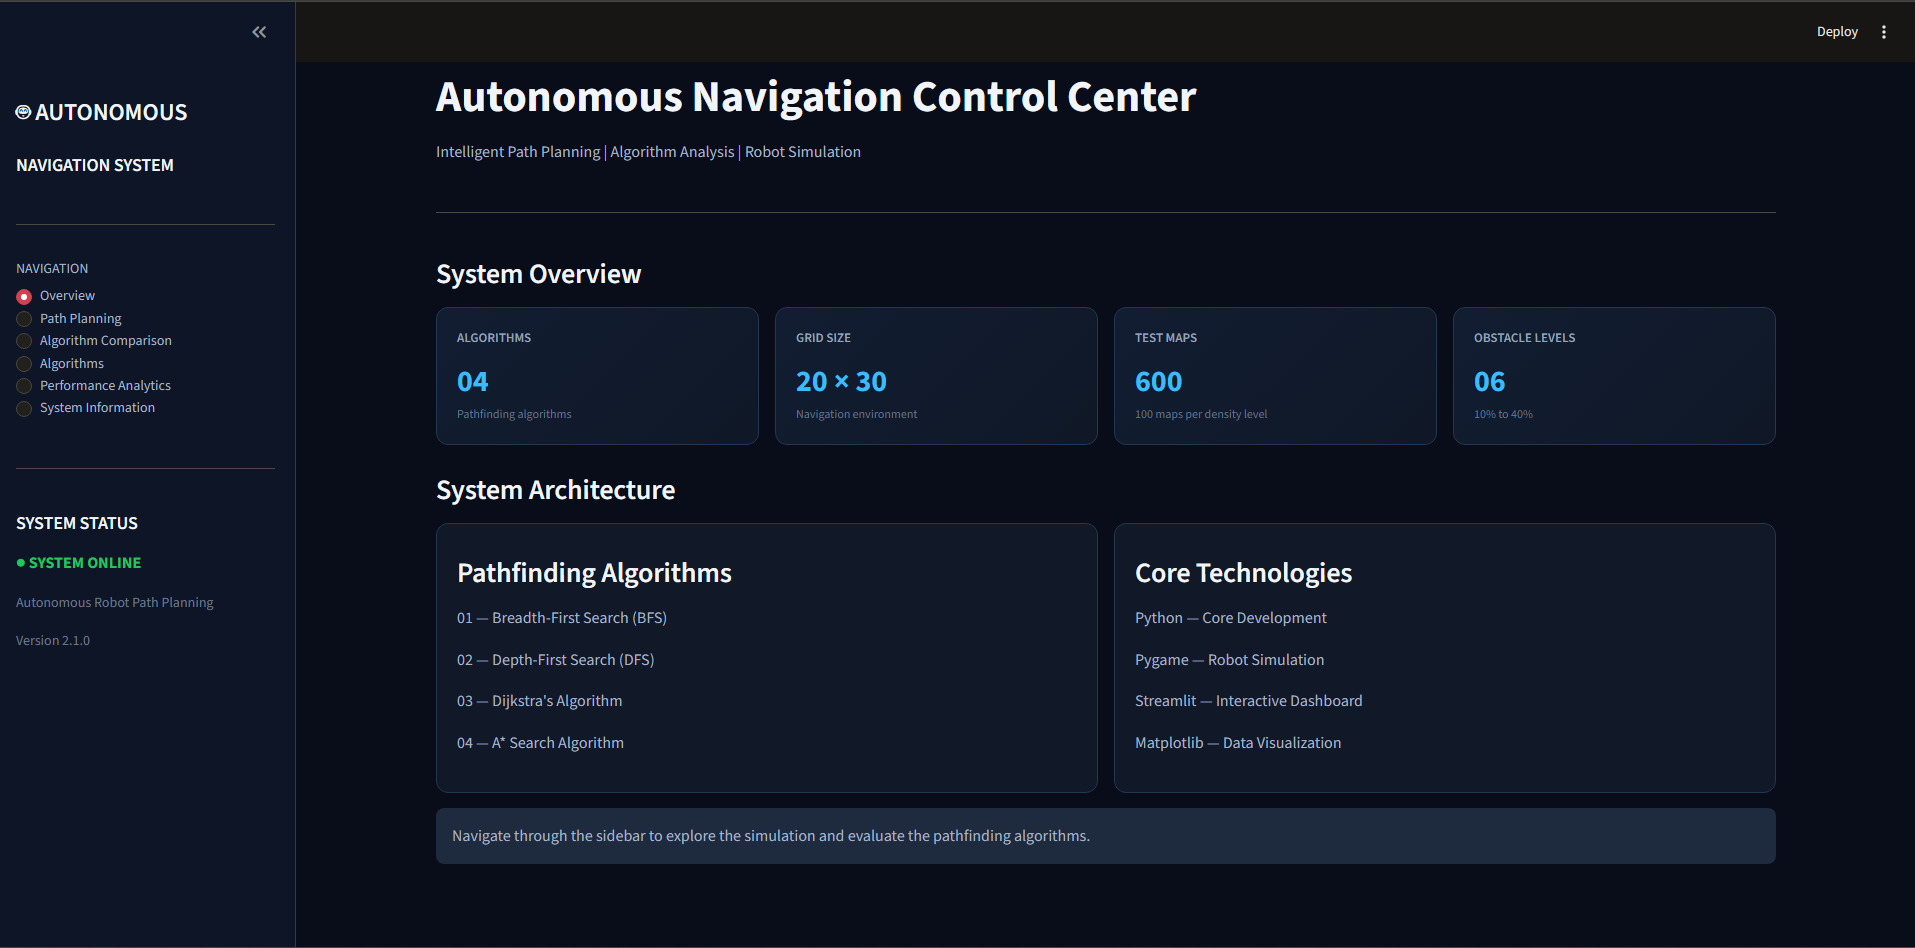 Deploy
AUTONOMOUS
NAVIGATION SYSTEM
NAVIGATION
Overview
Path Planning
Algorithm Comparison
Algorithms
Performance Analytics
System Information
SYSTEM STATUS
SYSTEM ONLINE
Autonomous Robot Path Planning
Version 2.1.0
Autonomous Navigation Control Center
Intelligent Path Planning | Algorithm Analysis | Robot Simulation
System Overview
ALGORITHMS
04
Pathfinding algorithms
GRID SIZE
20 × 30
Navigation environment
TEST MAPS
600
100 maps per density level
OBSTACLE LEVELS
06
10% to 40%
System Architecture
Pathfinding Algorithms
01 — Breadth-First Search (BFS)
02 — Depth-First Search (DFS)
03 — Dijkstra's Algorithm
04 — A* Search Algorithm
Core Technologies
Python — Core Development
Pygame — Robot Simulation
Streamlit — Interactive Dashboard
Matplotlib — Data Visualization
Navigate through the sidebar to explore the simulation and evaluate the pathfinding algorithms.